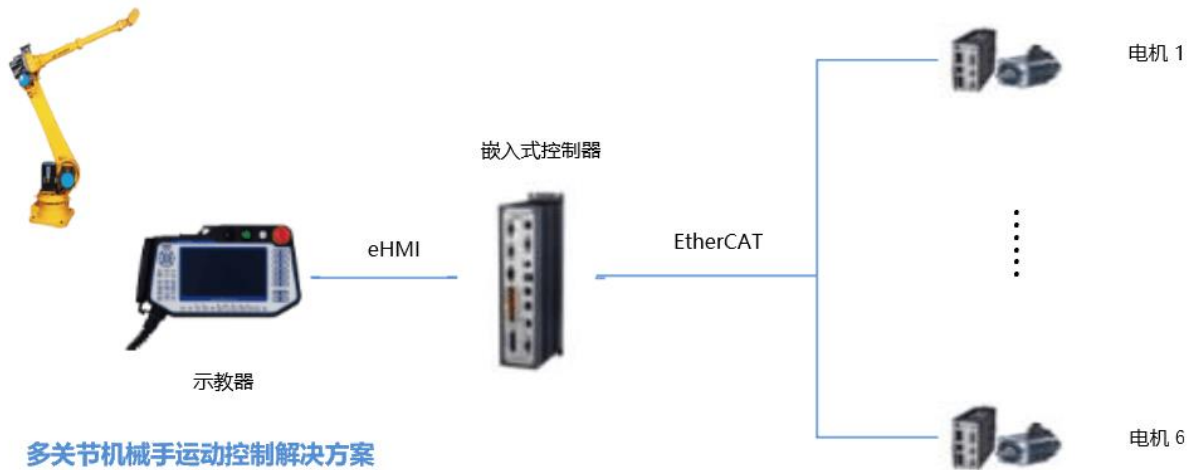 电机 1
嵌入式控制器
eHMI
EtherCAT
示教器
电机 6
多关节机械手运动控制解决方案